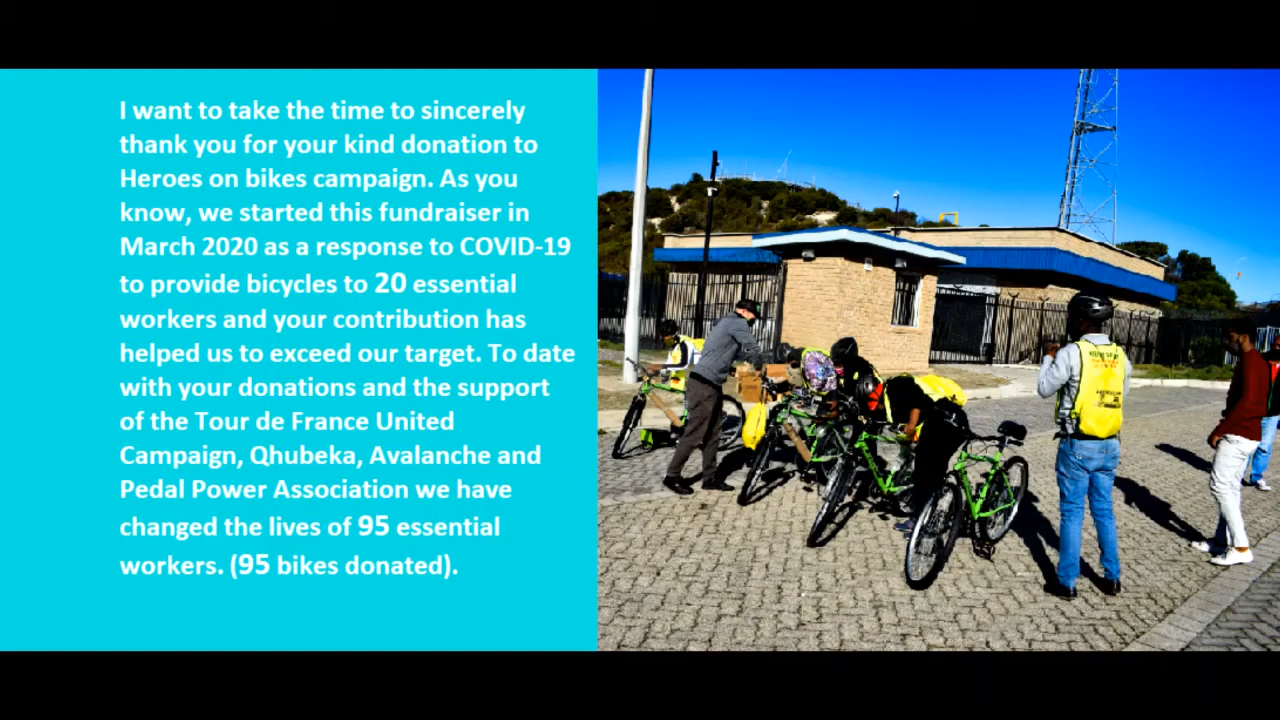 I want to take the time to sincerely
thank you for your kind donation to
Heroes on bikes campaign. As you
know, we started this fundraiser in
March 2020 as a response to COVID-19
to provide bicycles to 20 essential
workers and your contribution has
helped us to exceed our target. To date
with your donations and the support
of the Tour de France United
Campaign, Qhubeka, Avalanche and
Pedal Power Association we have
changed the lives of 95 essential
workers. (95 bikes donated).